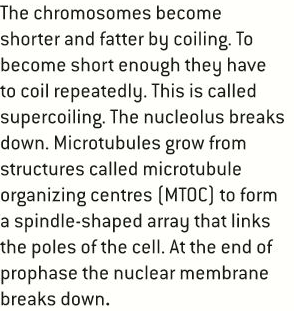 The chromosomes become
shorter and fatter by coiling. To
become short enough they have
to coil repeatedly. This is called
supercoiling. The nucleolus breaks
down. Microtubules grow from
structures called microtubule
organizing centres (MTOC) to form
a spindle-shaped array that links
the poles of the cell. At the end of
prophase the nuclear membrane
breaks down.